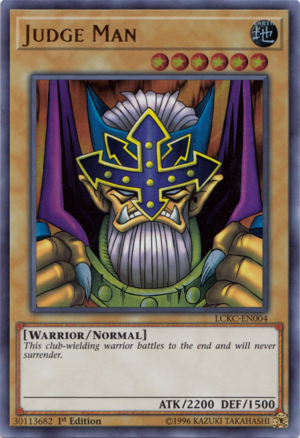 JUDGE MAN
EARTH
地
LCKC-EN004
[WARRIOR/NORMAL]
This club-wielding warrior battles to the end and will never
surrender.
ATK/2200 DEF/1500
30113682 1st Edition ©1996 KAZUKI TAKAHASHI